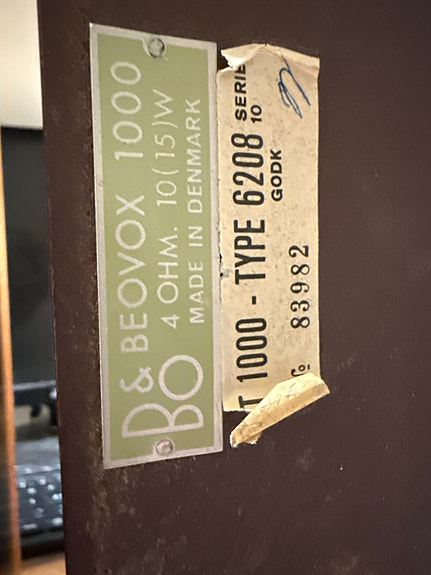 B&O BEOVOX 1000
4 OHM. 10(15)W
MADE IN DENMARK
T 1000 - TYPE 6208 SERIE
GODK 10
83982